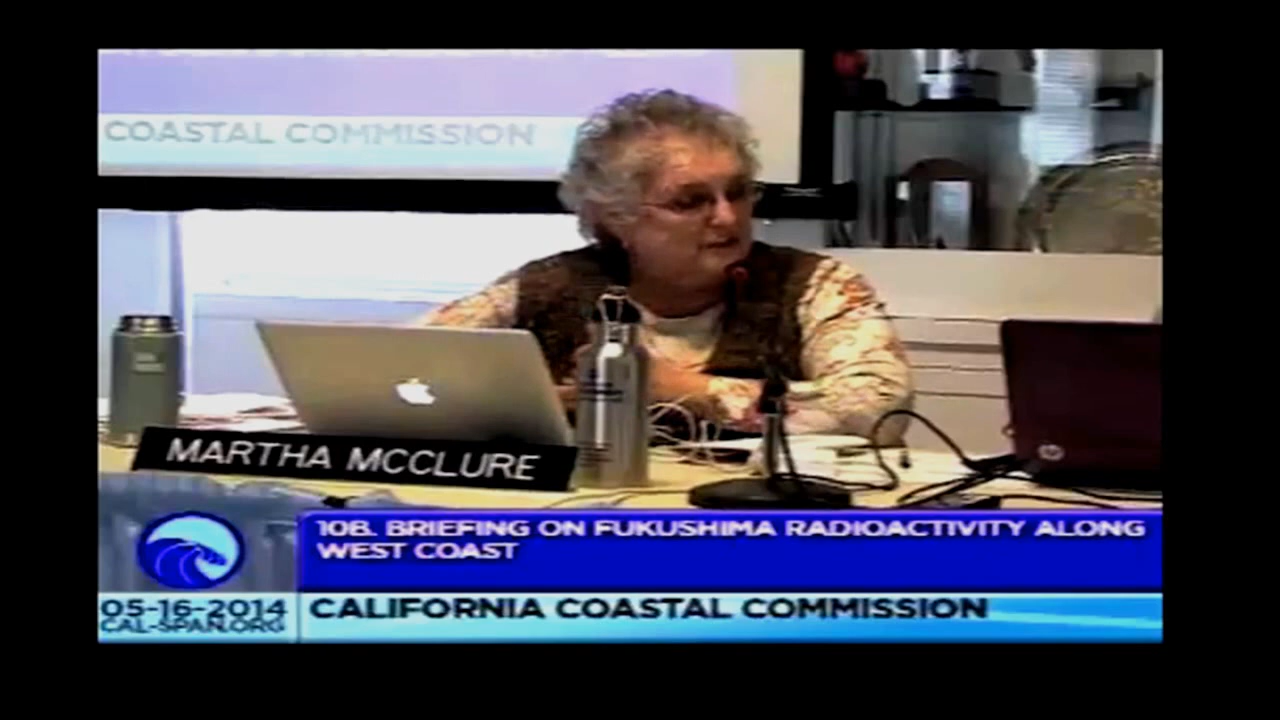 COASTAL COMMISSION
MARTHA MCCLURE
10B. BRIEFING ON FUKUSHIMA RADIOACTIVITY ALONG
WEST COAST
05-16-2014
CAL-SPAN.ORG
CALIFORNIA COASTAL COMMISSION